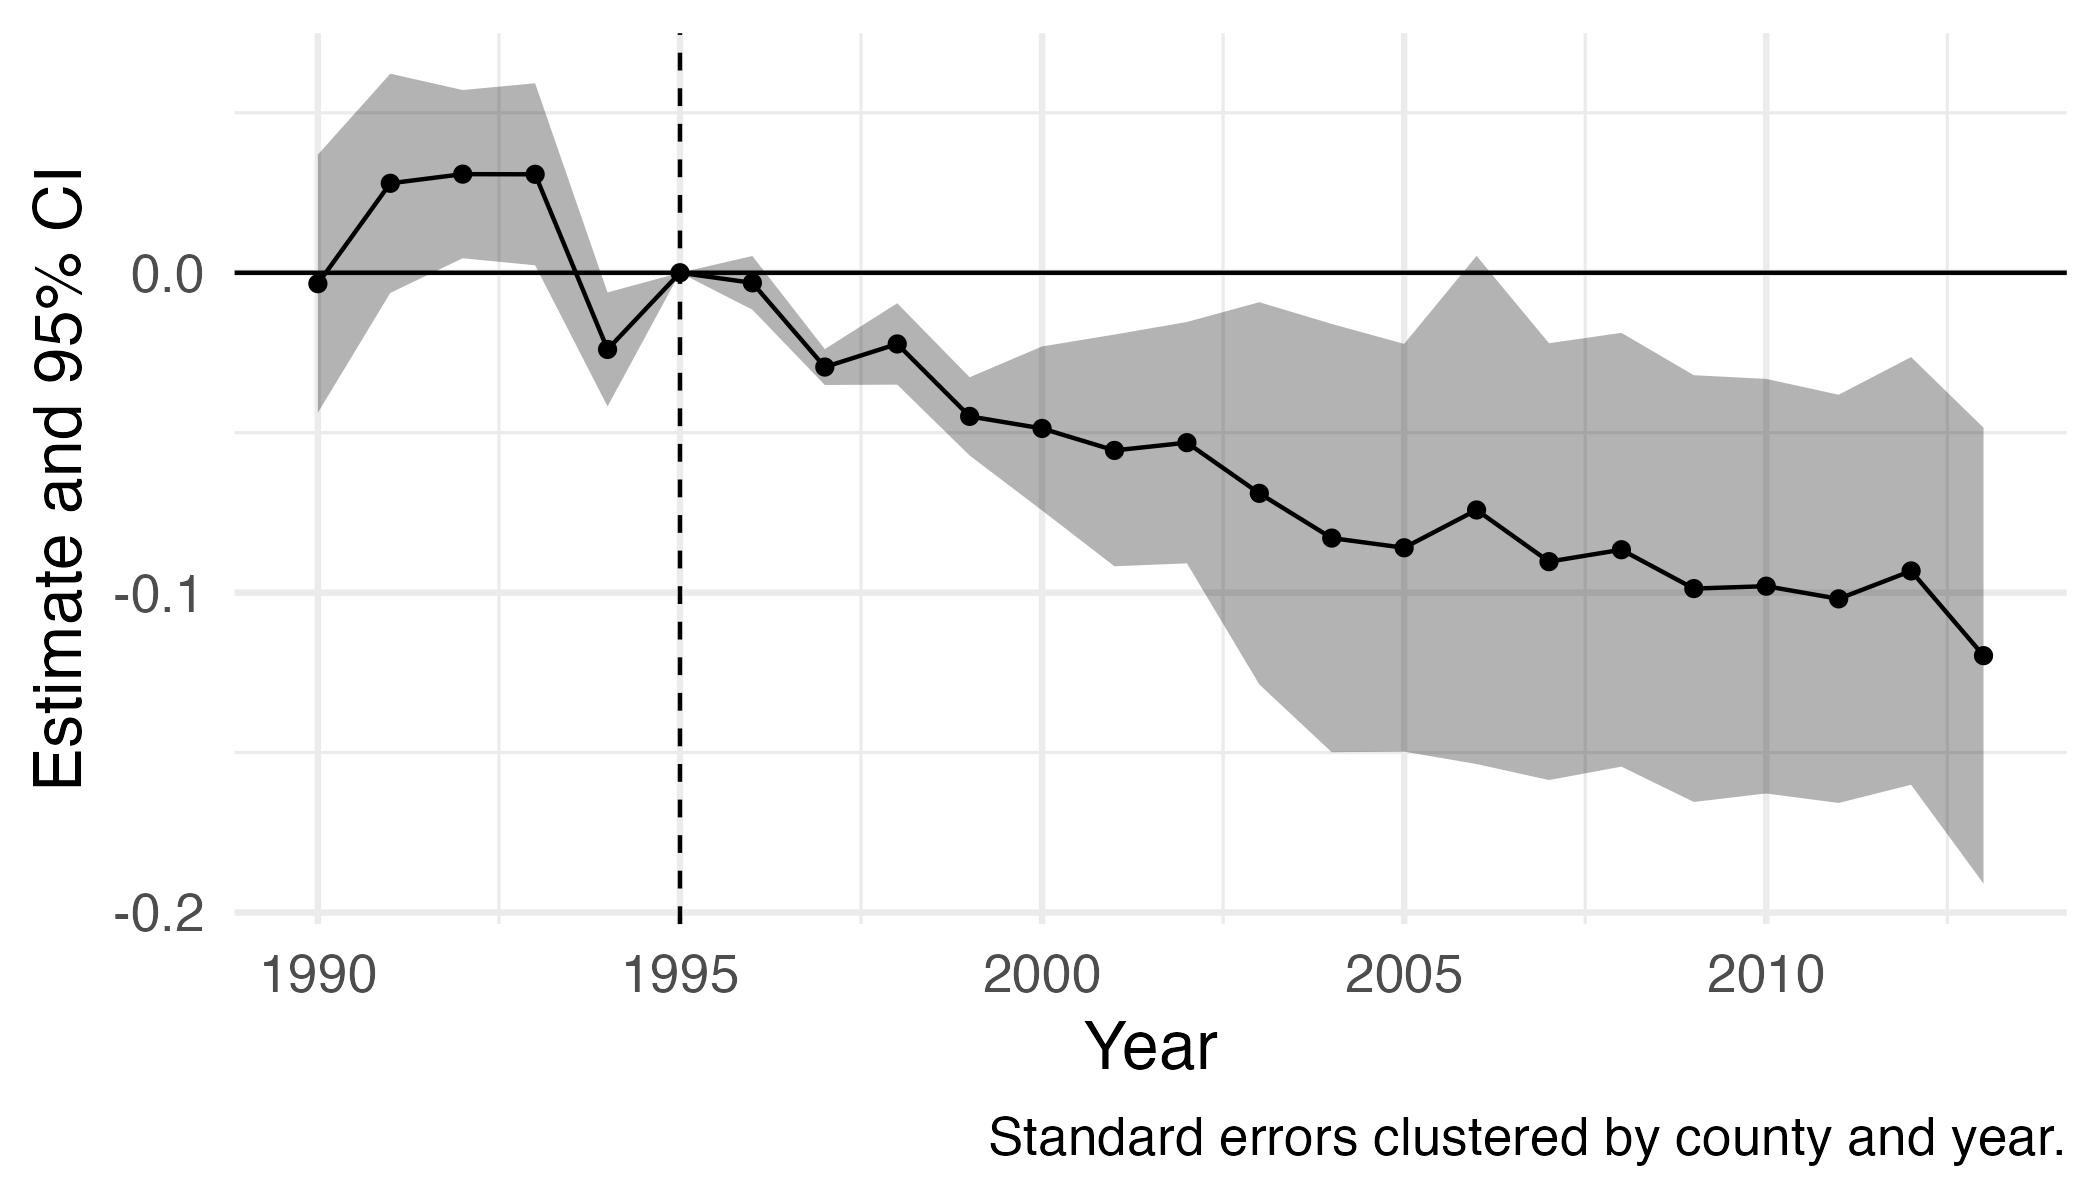 Estimate and 95% CI
0.0
-0.1
-0.2
1990 1995 2000 2005 2010
Year
Standard errors clustered by county and year.